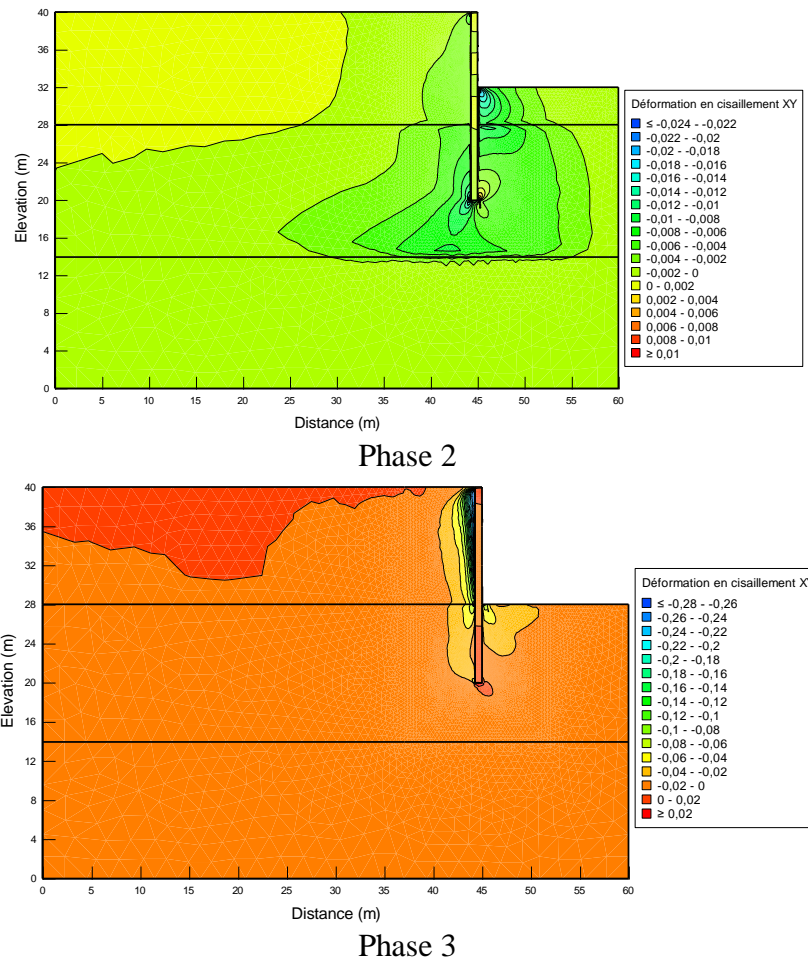 40
36
32
28
24
20
16
12
8
4
0
Elevation (m)
0 5 10 15 20 25 30 35 40 45 50 55 60
Distance (m)
Déformation en cisaillement XY
≤ -0,024 - -0,022
-0,022 - -0,02
-0,02 - -0,018
-0,018 - -0,016
-0,016 - -0,014
-0,014 - -0,012
-0,012 - -0,01
-0,01 - -0,008
-0,008 - -0,006
-0,006 - -0,004
-0,004 - -0,002
-0,002 - 0
0 - 0,002
0,002 - 0,004
0,004 - 0,006
0,006 - 0,008
0,008 - 0,01
≥ 0,01
Phase 2
40
36
32
28
24
20
16
12
8
4
0
Elevation (m)
0 5 10 15 20 25 30 35 40 45 50 55 60
Distance (m)
Déformation en cisaillement X
≤ -0,28 - -0,26
-0,26 - -0,24
-0,24 - -0,22
-0,22 - -0,2
-0,2 - -0,18
-0,18 - -0,16
-0,16 - -0,14
-0,14 - -0,12
-0,12 - -0,1
-0,1 - -0,08
-0,08 - -0,06
-0,06 - -0,04
-0,04 - -0,02
-0,02 - 0
0 - 0,02
≥ 0,02
Phase 3